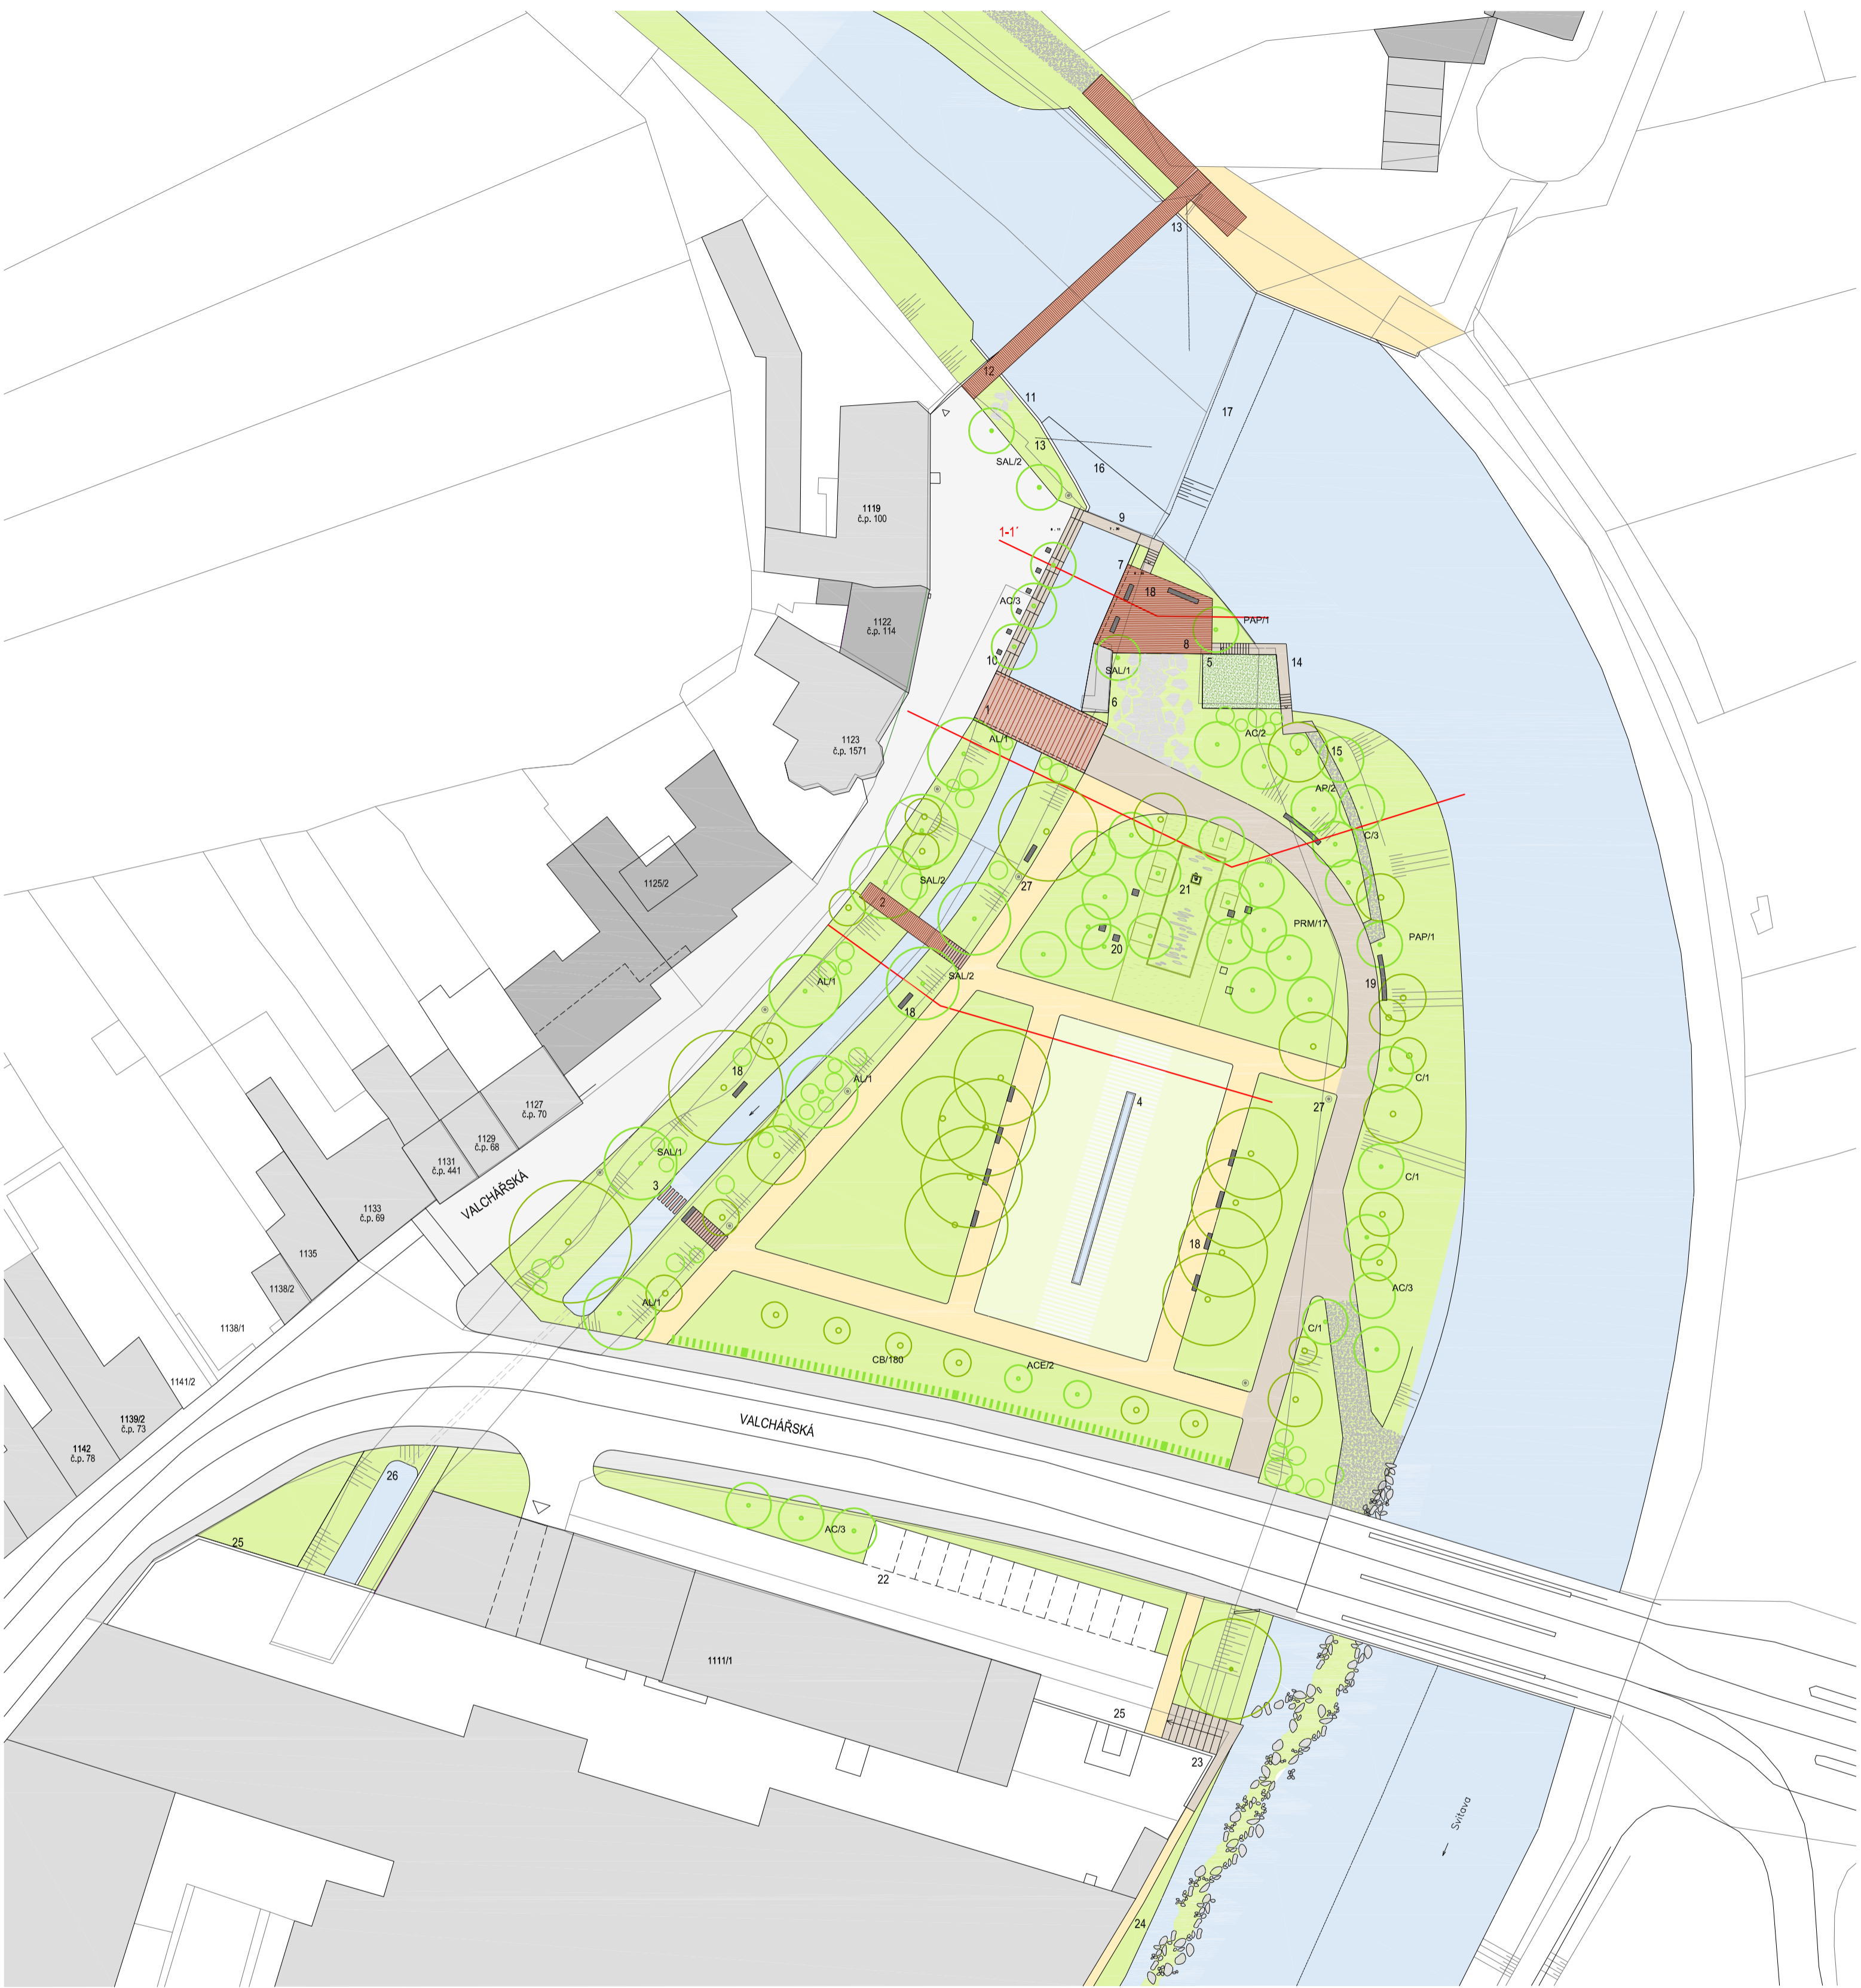 13
12
11
13
17
SAL/2
16
1119
č.p. 100
9
1-1´
7
18
AC/3
PAP/1
1122
č.p. 114
8
10
5
14
SAL/1
6
1
AL/1
AC/2
1123
č.p. 1571
15
AP/2
C/3
1125/2
SAL/2
27
21
2
PRM/17
20
PAP/1
SAL/2
AL/1
19
18
18
AL/1
C/1
4
27
1127
č.p. 70
1129
č.p. 68
SAL/1
1131
č.p. 441
C/1
3
VALCHÁŘSKÁ
1133
č.p. 69
18
1135
1138/2
AC/3
AL/1
1138/1
C/1
CB/180
ACE/2
1141/2
1139/2
č.p. 73
VALCHÁŘSKÁ
1142
č.p. 78
26
AC/3
25
22
1111/1
25
23
Svitava
24